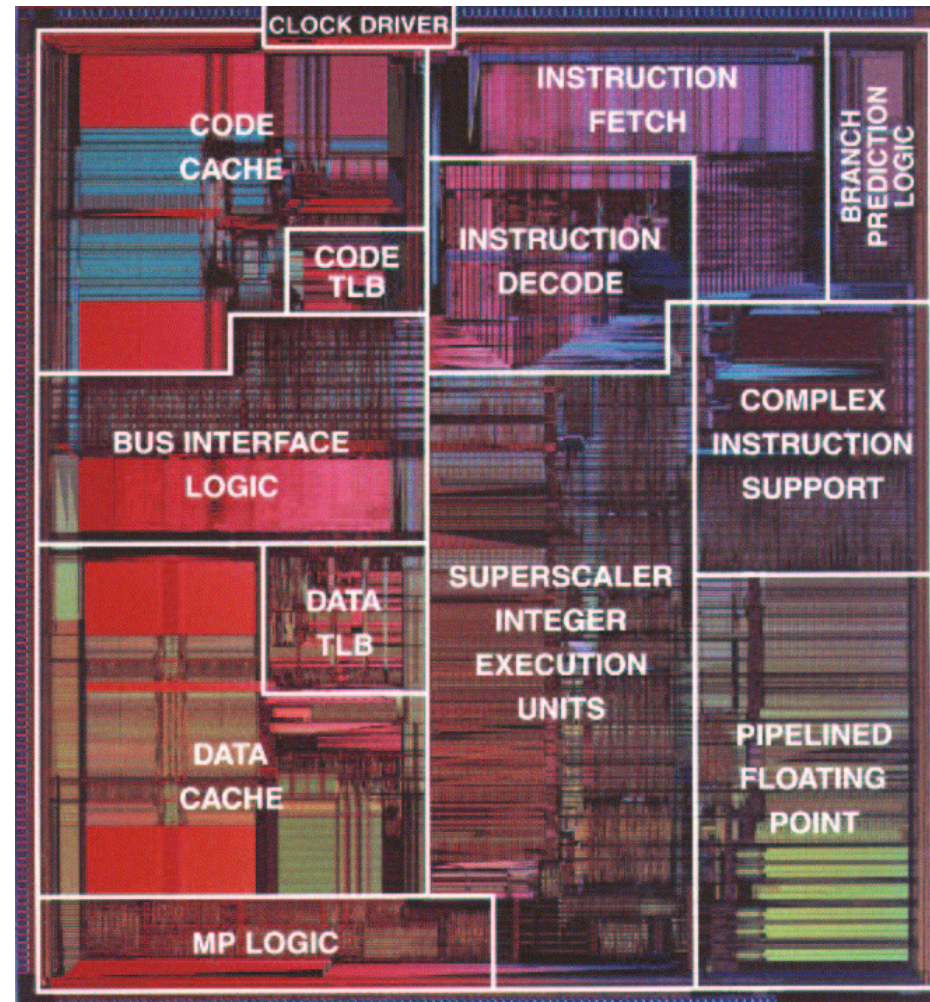 CLOCK DRIVER
CODE
CACHE
INSTRUCTION
FETCH
BRANCH
PREDICTION
LOGIC
CODE
TLB
INSTRUCTION
DECODE
COMPLEX
INSTRUCTION
SUPPORT
BUS INTERFACE
LOGIC
DATA
TLB
SUPERSCALER
INTEGER
EXECUTION
UNITS
DATA
CACHE
PIPELINED
FLOATING
POINT
MP LOGIC